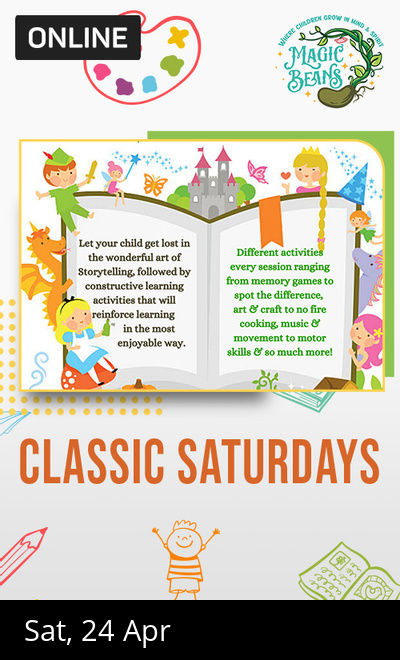 ONLINE
WHERE CHILDREN GROW IN MIND & SPIRIT
MAGIC
BEANS
Let your child get lost in
the wonderful art of
Storytelling, followed by
constructive learning
activities that will
reinforce learning
in the most
enjoyable way.
Different activities
every session ranging
from memory games to
spot the difference,
art & craft to no fire
cooking, music &
movement to motor
skills & so much more!
CLASSIC SATURDAYS
Sat, 24 Apr